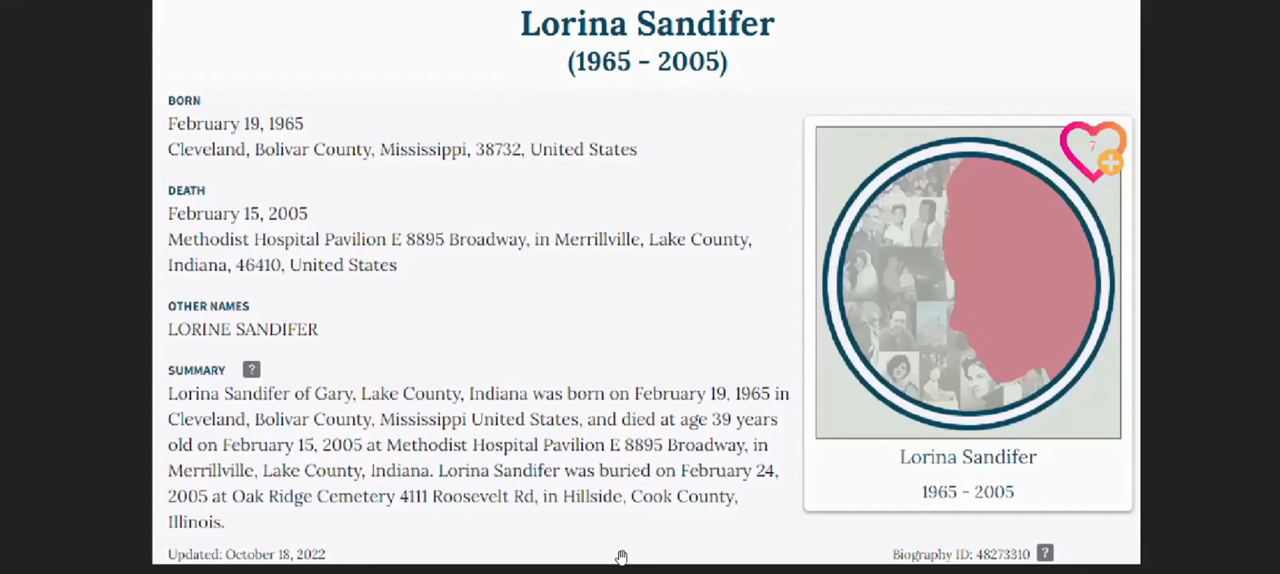 Lorina Sandifer
(1965 – 2005)
BORN
February 19, 1965
Cleveland, Bolivar County, Mississippi, 38732, United States
DEATH
February 15, 2005
Methodist Hospital Pavilion E 8895 Broadway, in Merrillville, Lake County,
Indiana, 46410, United States
OTHER NAMES
LORINE SANDIFER
SUMMARY ?
Lorina Sandifer of Gary, Lake County, Indiana was born on February 19, 1965 in
Cleveland, Bolivar County, Mississippi United States, and died at age 39 years
old on February 15, 2005 at Methodist Hospital Pavilion E 8895 Broadway, in
Merrillville, Lake County, Indiana. Lorina Sandifer was buried on February 24,
2005 at Oak Ridge Cemetery 4111 Roosevelt Rd, in Hillside, Cook County,
Illinois.
Updated: October 18, 2022
7
Lorina Sandifer
1965 – 2005
Biography ID: 48273310 ?